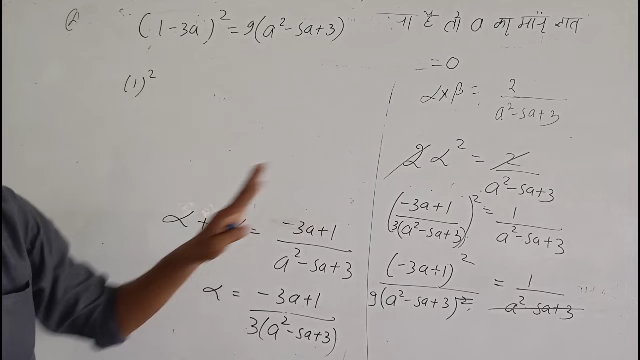 (1-3a)² = 9(a²-5a+3)
(1)²
α + = -3a+1 / a²-5a+3
α = -3a+1 / 3(a²-5a+3)
है तो a का मान ज्ञात
=0
α×β = 2 / a²-5a+3
2α² = 2 / a²-5a+3
(-3a+1 / 3(a²-5a+3))² = 1 / a²-5a+3
(-3a+1)² / 9(a²-5a+3)² = 1 / a²-5a+3